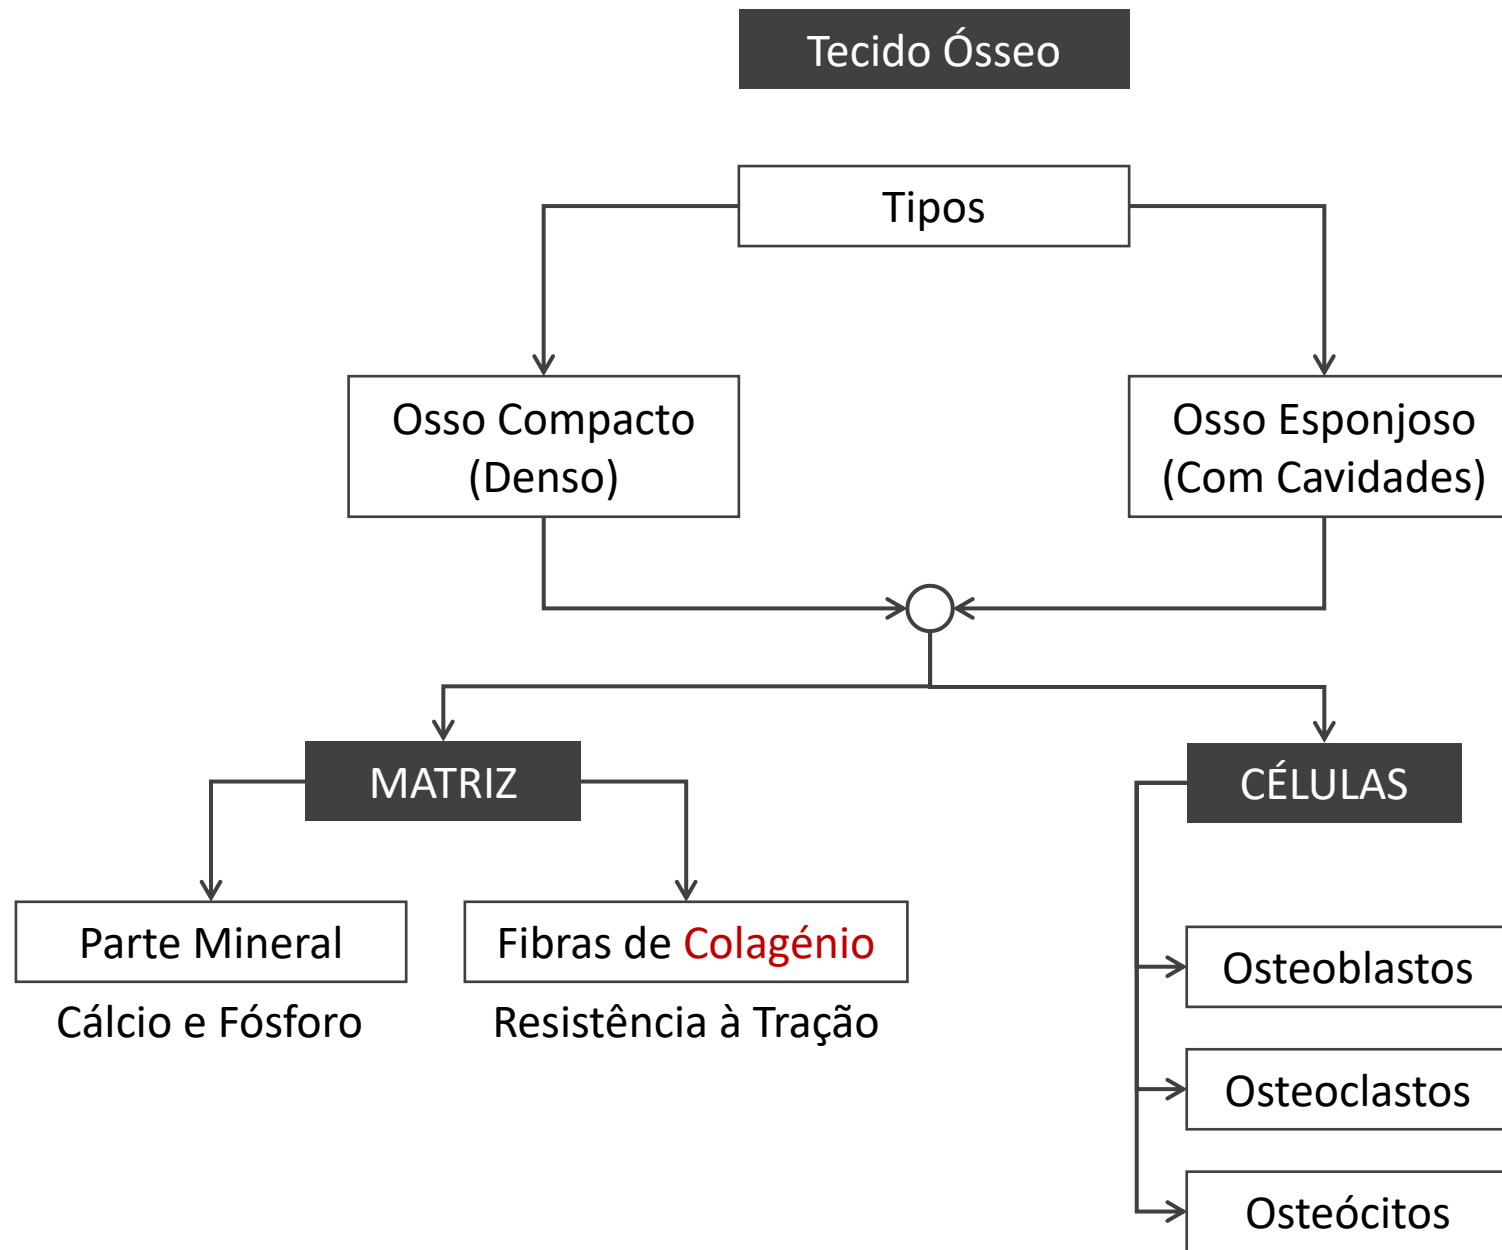 Tecido Ósseo
Tipos
Osso Compacto
(Denso)
Osso Esponjoso
(Com Cavidades)
MATRIZ
CÉLULAS
Parte Mineral
Cálcio e Fósforo
Fibras de Colagénio
Resistência à Tração
Osteoblastos
Osteoclastos
Osteócitos